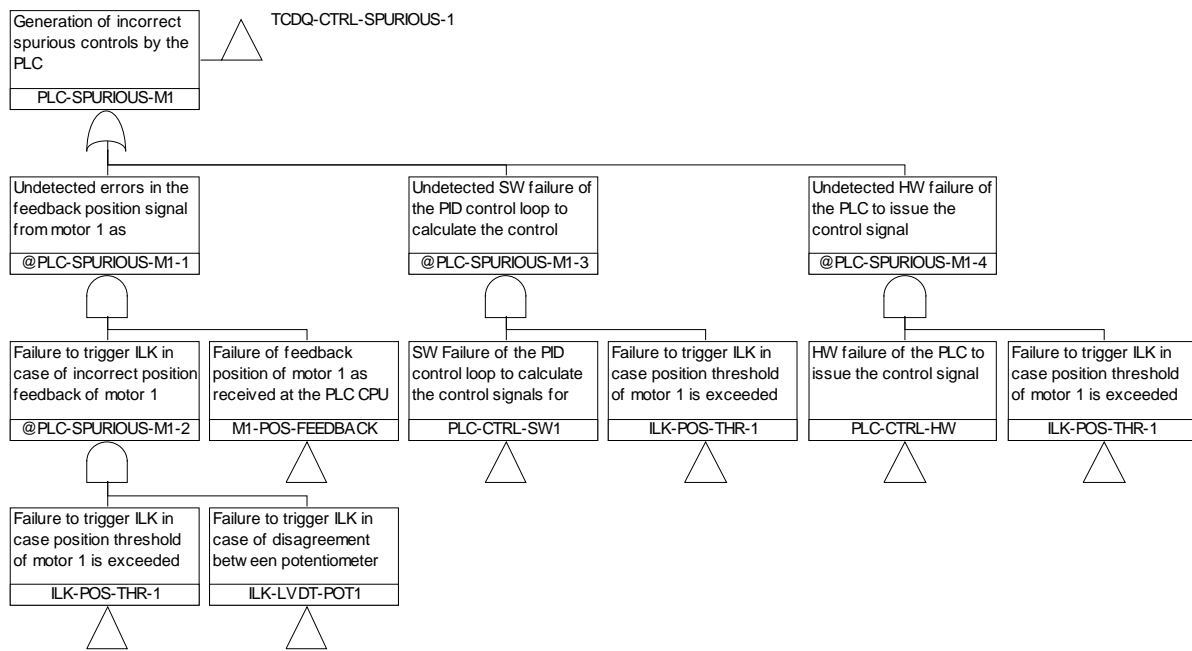 Generation of incorrect
spurious controls by the
PLC
PLC-SPURIOUS-M1
TCDQ-CTRL-SPURIOUS-1
Undetected errors in the
feedback position signal
from motor 1 as
@PLC-SPURIOUS-M1-1
Undetected SW failure of
the PID control loop to
calculate the control
@PLC-SPURIOUS-M1-3
Undetected HW failure of
the PLC to issue the
control signal
@PLC-SPURIOUS-M1-4
Failure to trigger ILK in
case of incorrect position
feedback of motor 1
@PLC-SPURIOUS-M1-2
Failure of feedback
position of motor 1 as
received at the PLC CPU
M1-POS-FEEDBACK
SW Failure of the PID
control loop to calculate
the control signals for
PLC-CTRL-SW1
Failure to trigger ILK in
case position threshold
of motor 1 is exceeded
ILK-POS-THR-1
HW failure of the PLC to
issue the control signal
PLC-CTRL-HW
Failure to trigger ILK in
case position threshold
of motor 1 is exceeded
ILK-POS-THR-1
Failure to trigger ILK in
case position threshold
of motor 1 is exceeded
ILK-POS-THR-1
Failure to trigger ILK in
case of disagreement
between potentiometer
ILK-LVDT-POT1